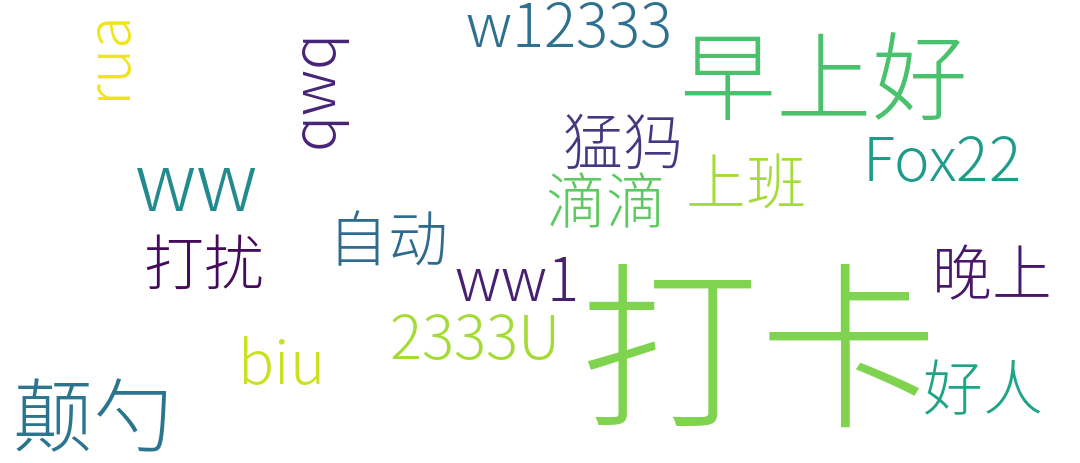 w12333
rua
qwq
早上好
猛犸
Fox22
ww
滴滴
上班
自动
打扰
ww1
晚上
打卡
2333U
biu
好人
颠勺